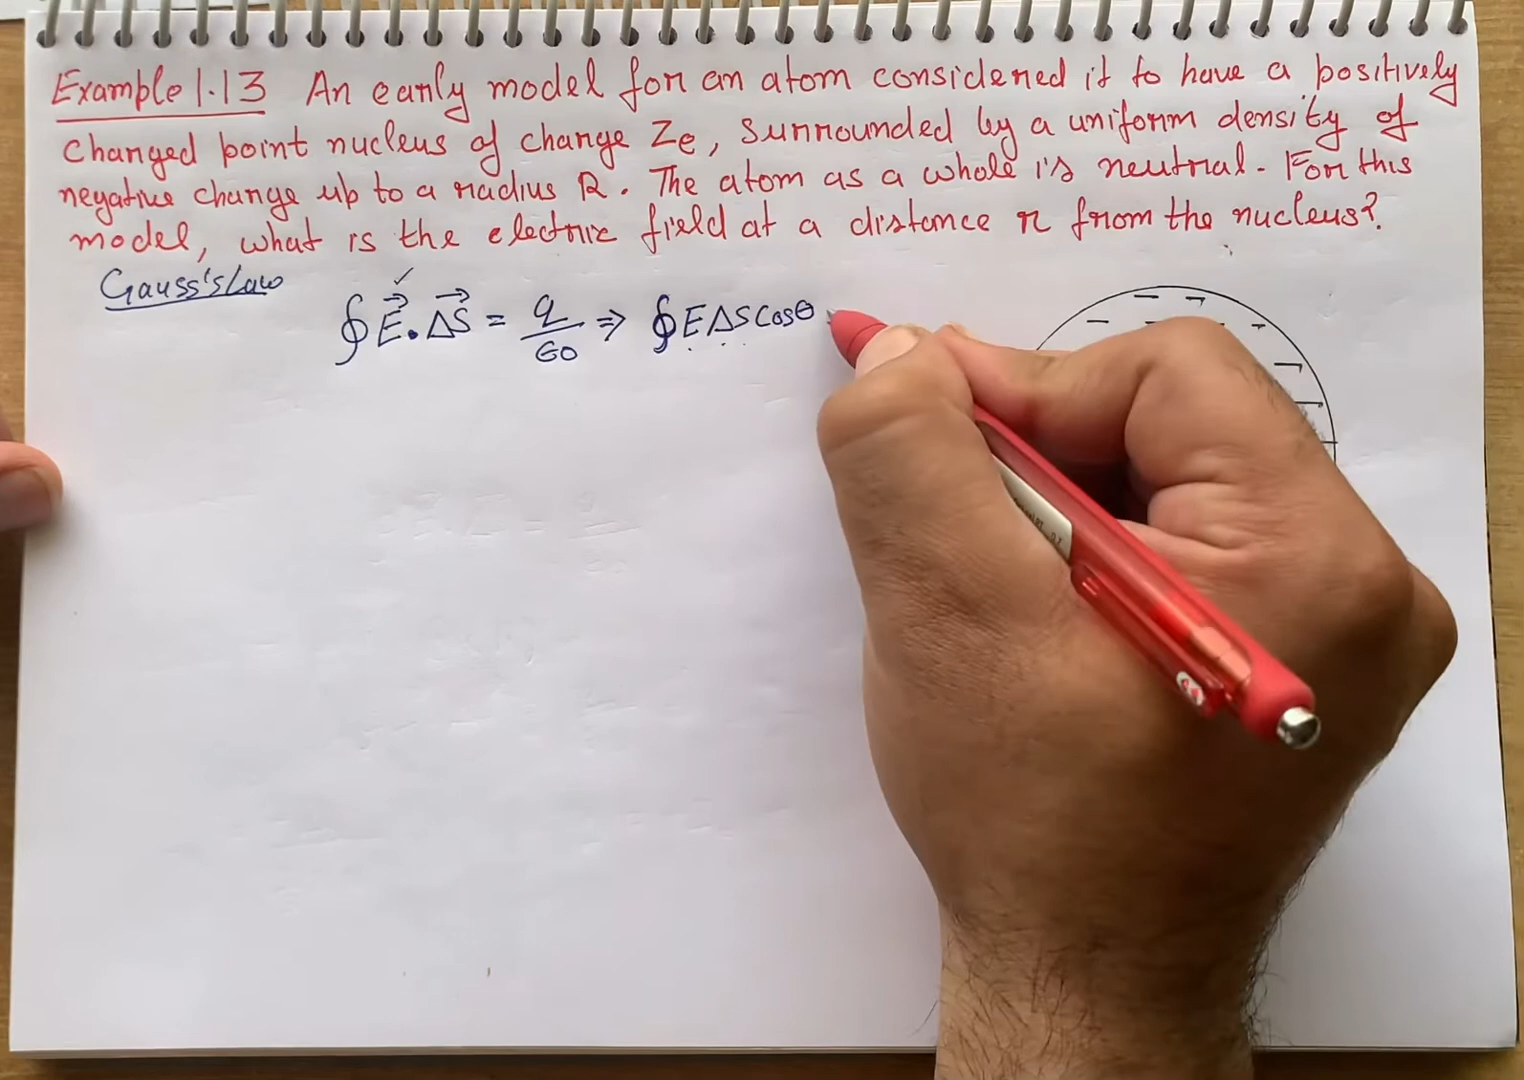 Example 1.13 An early model for an atom considered it to have a positively
charged point nucleus of charge Ze, surrounded by a uniform density of
negative charge up to a radius R. The atom as a whole is neutral. For this
model, what is the electric field at a distance r from the nucleus?
Gauss's Law
∮E⃗.ΔS⃗ = q/ϵ0 ⇒ ∮EΔS Cosθ